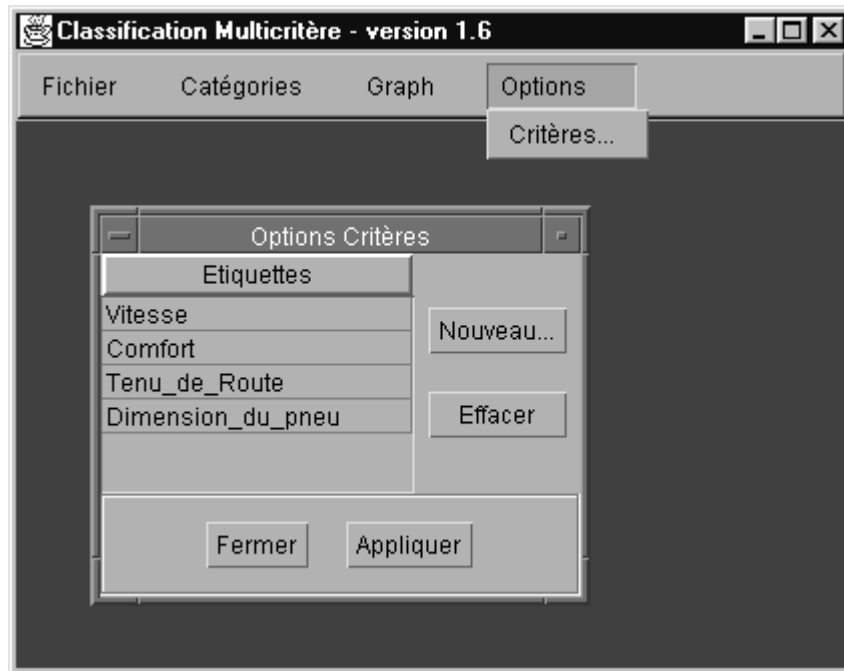 Classification Multicritère - version 1.6
Fichier Catégories Graph Options
Critères...
Options Critères
Etiquettes
Vitesse
Comfort
Tenu_de_Route
Dimension_du_pneu
Nouveau...
Effacer
Fermer Appliquer